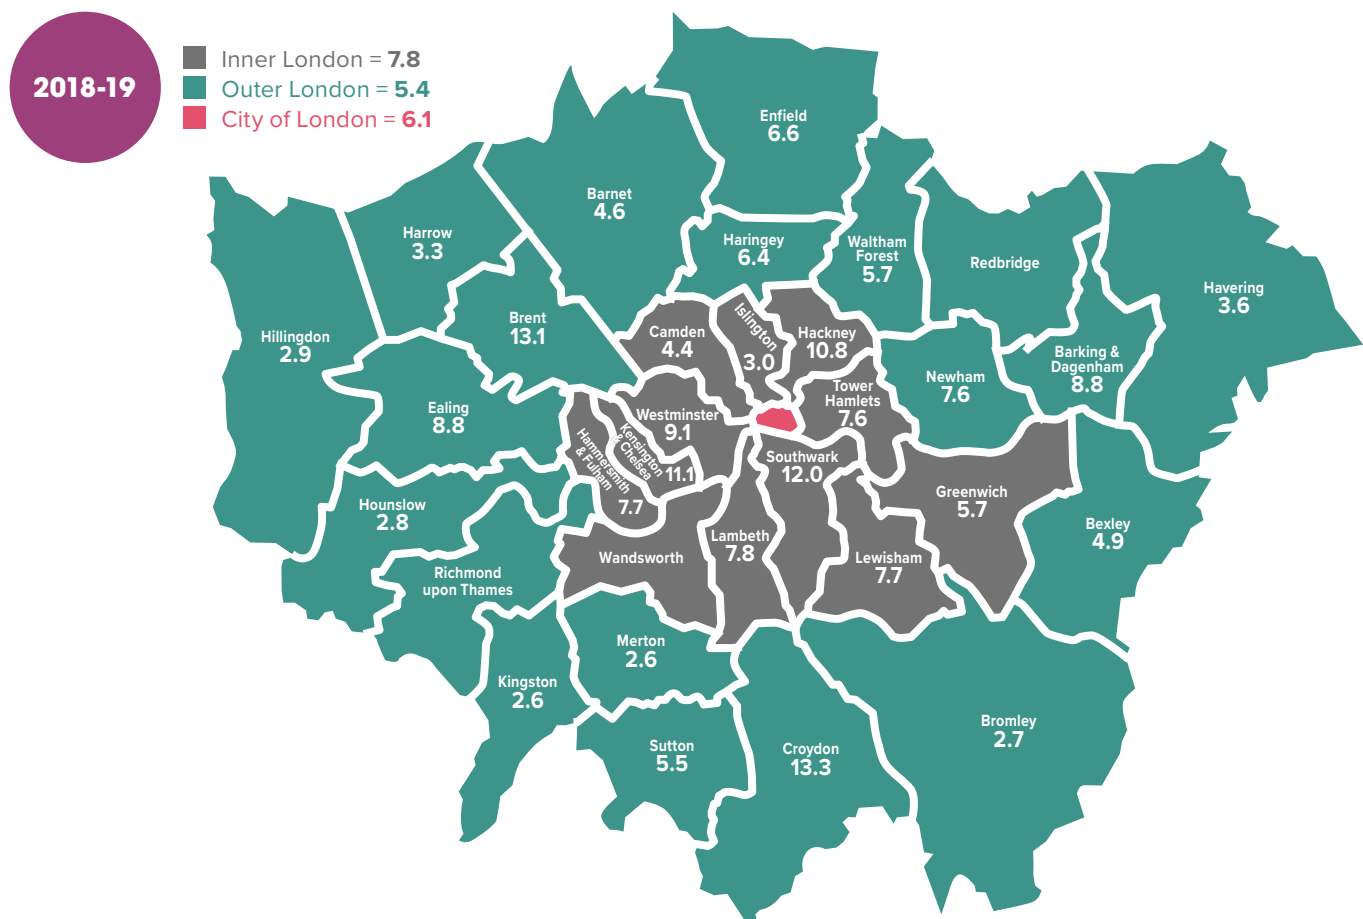 2018-19
Inner London = 7.8
Outer London = 5.4
City of London = 6.1
Enfield
6.6
Barnet
4.6
Harrow
3.3
Haringey
6.4
Waltham
Forest
5.7
Redbridge
Havering
3.6
Hillingdon
2.9
Brent
13.1
Camden
4.4
Islington
3.0
Hackney
10.8
Barking &
Dagenham
8.8
Newham
7.6
Tower
Hamlets
7.6
Ealing
8.8
Westminster
9.1
Kensington
& Chelsea
11.1
Hammersmith
& Fulham
7.7
Southwark
12.0
Greenwich
5.7
Hounslow
2.8
Bexley
4.9
Lambeth
7.8
Wandsworth
Lewisham
7.7
Richmond
upon Thames
Merton
2.6
Kingston
2.6
Bromley
2.7
Sutton
5.5
Croydon
13.3